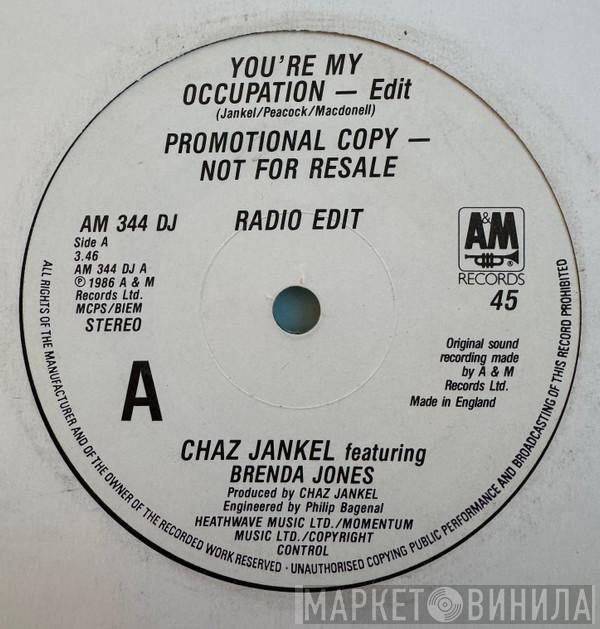 YOU'RE MY
OCCUPATION — Edit
(Jankel/Peacock/Macdonell)
PROMOTIONAL COPY —
NOT FOR RESALE
AM 344 DJ
RADIO EDIT
Side A
3.46
AM 344 DJ A
℗ 1986 A & M
Records Ltd.
MCPS/BIEM
STEREO
A&M
®
RECORDS
45
Original sound
recording made
by A & M
Records Ltd.
Made in England
A
CHAZ JANKEL featuring
BRENDA JONES
Produced by CHAZ JANKEL
Engineered by Philip Bagenal
HEATHWAVE MUSIC LTD./MOMENTUM
MUSIC LTD./COPYRIGHT
CONTROL
ALL RIGHTS OF THE MANUFACTURER AND OF THE OWNER OF THE RECORDED WORK RESERVED · UNAUTHORISED COPYING PUBLIC PERFORMANCE AND BROADCASTING OF THIS RECORD PROHIBITED
МАРКЕТ ВИНИЛА